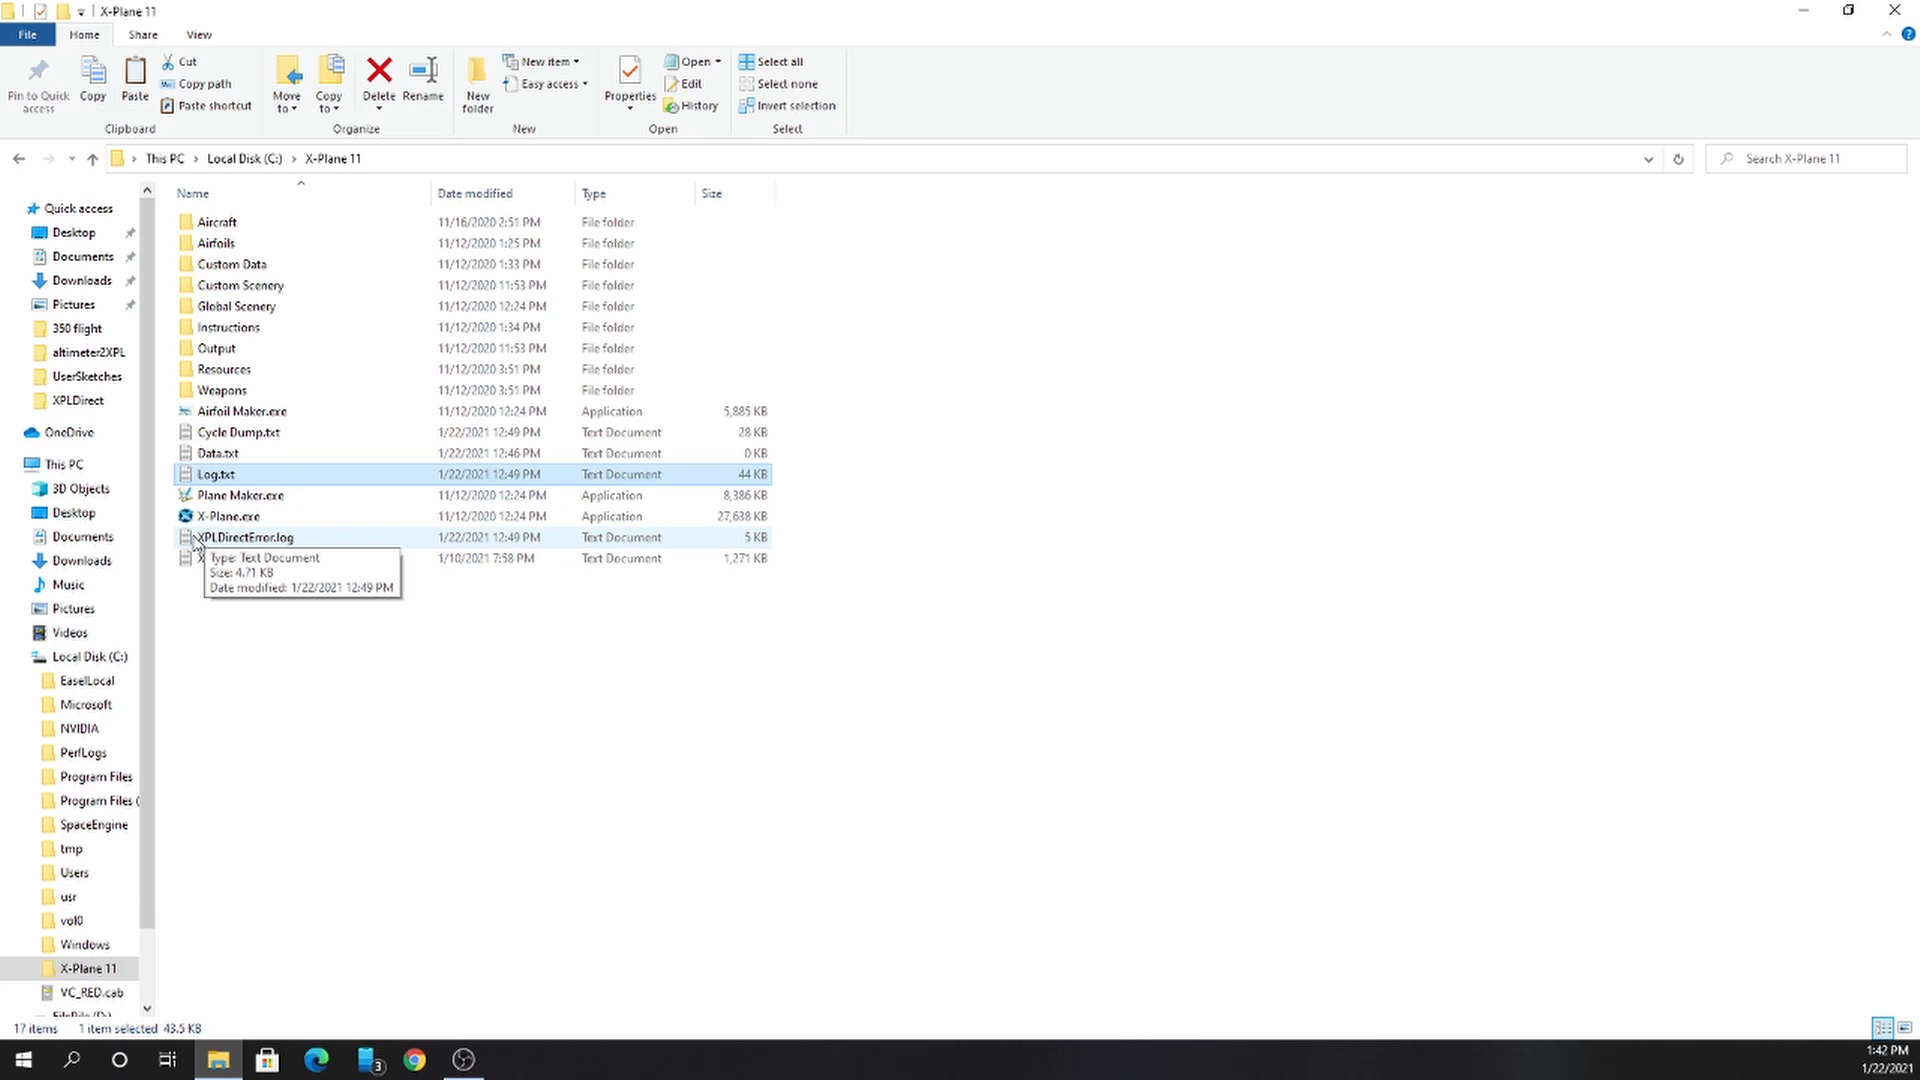 X-Plane 11
File Home Share View
Pin to Quick access
Copy
Paste
Cut
Copy path
Paste shortcut
Clipboard
Move to
Copy to
Delete
Rename
Organize
New folder
New item
Easy access
New
Properties
Open
Edit
History
Open
Select all
Select none
Invert selection
Select
This PC > Local Disk (C:) > X-Plane 11
Search X-Plane 11
Quick access
Desktop
Documents
Downloads
Pictures
350 flight
altimeter2XPL
UserSketches
XPLDirect
OneDrive
This PC
3D Objects
Desktop
Documents
Downloads
Music
Pictures
Videos
Local Disk (C:)
EaselLocal
Microsoft
NVIDIA
PerfLogs
Program Files
Program Files (
SpaceEngine
tmp
Users
usr
vol0
Windows
X-Plane 11
VC_RED.cab
Name Date modified Type Size
Aircraft 11/16/2020 2:51 PM File folder
Airfoils 11/12/2020 1:25 PM File folder
Custom Data 11/12/2020 1:33 PM File folder
Custom Scenery 11/12/2020 11:53 PM File folder
Global Scenery 11/12/2020 12:24 PM File folder
Instructions 11/12/2020 1:34 PM File folder
Output 11/12/2020 11:53 PM File folder
Resources 11/12/2020 3:51 PM File folder
Weapons 11/12/2020 3:51 PM File folder
Airfoil Maker.exe 11/12/2020 12:24 PM Application 5,885 KB
Cycle Dump.txt 1/22/2021 12:49 PM Text Document 28 KB
Data.txt 1/22/2021 12:46 PM Text Document 0 KB
Log.txt 1/22/2021 12:49 PM Text Document 44 KB
Plane Maker.exe 11/12/2020 12:24 PM Application 8,386 KB
X-Plane.exe 11/12/2020 12:24 PM Application 27,638 KB
XPLDirectError.log 1/22/2021 12:49 PM Text Document 5 KB
1/10/2021 7:58 PM Text Document 1,271 KB
Type: Text Document
Size: 4.71 KB
Date modified: 1/22/2021 12:49 PM
17 items 1 item selected 43.5 KB
3
1:42 PM
1/22/2021